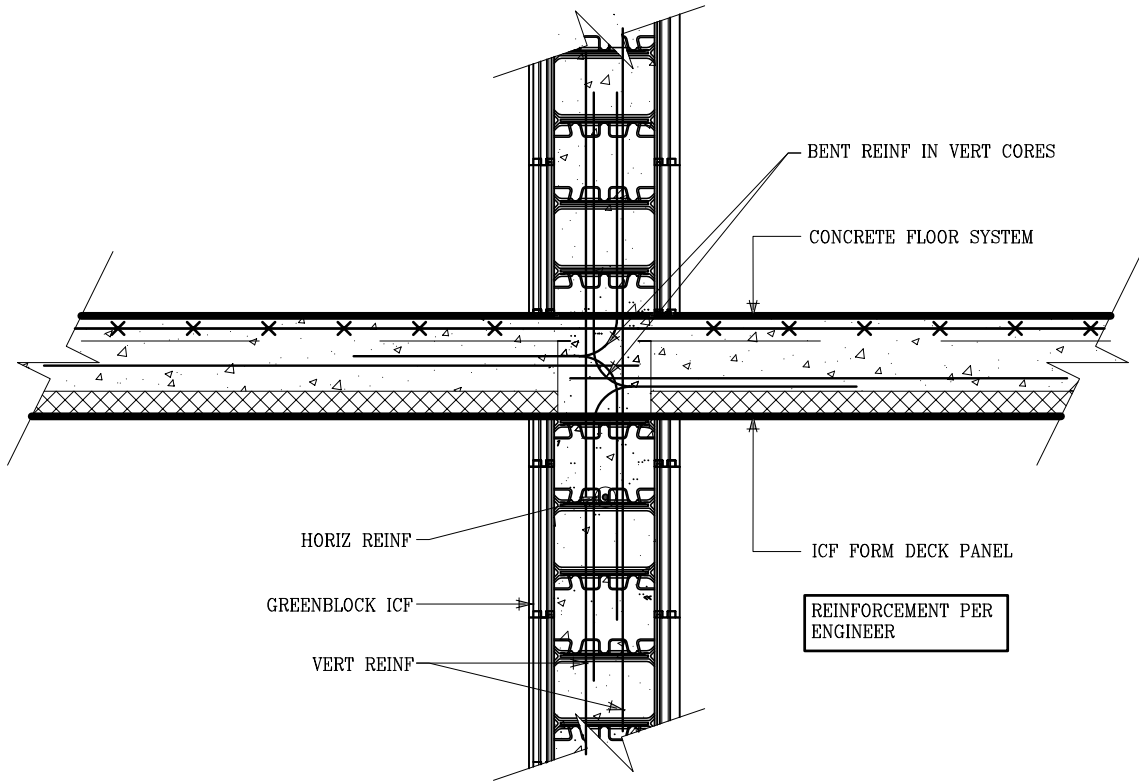 BENT REINF IN VERT CORES
CONCRETE FLOOR SYSTEM
HORIZ REINF
ICF FORM DECK PANEL
GREENBLOCK ICF
REINFORCEMENT PER
ENGINEER
VERT REINF